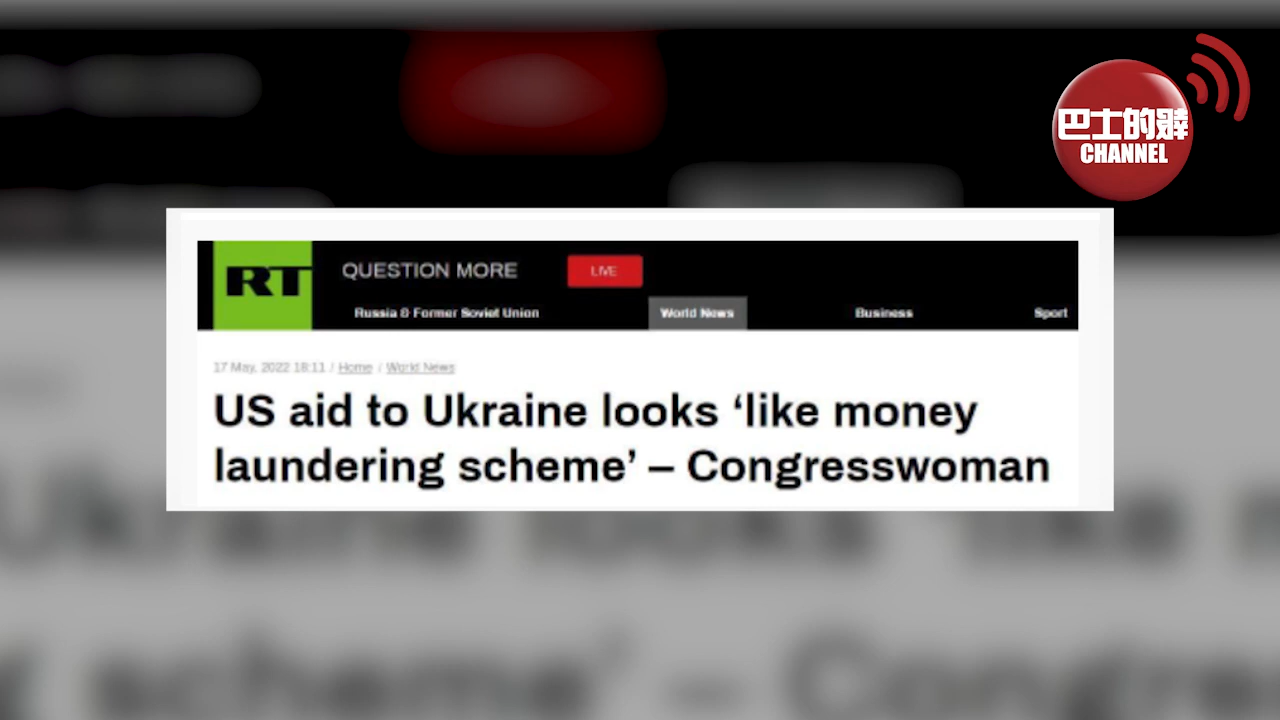 巴士的報
CHANNEL
RT
QUESTION MORE
LIVE
Russia & Former Soviet Union
World News
Business
Sport
17 May, 2022 18:11 / Home / World News
US aid to Ukraine looks ‘like money
laundering scheme’ – Congresswoman